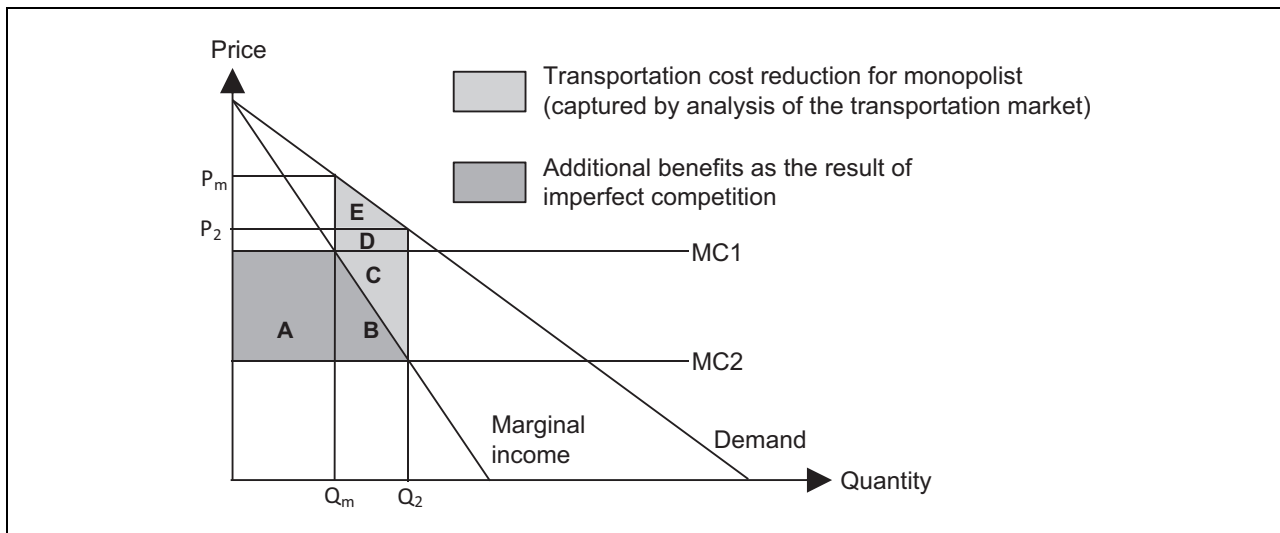 Price
Transportation cost reduction for monopolist
(captured by analysis of the transportation market)
Additional benefits as the result of
imperfect competition
Pm
E
P2
D
MC1
C
A
B
MC2
Marginal
income
Demand
Quantity
Qm
Q2